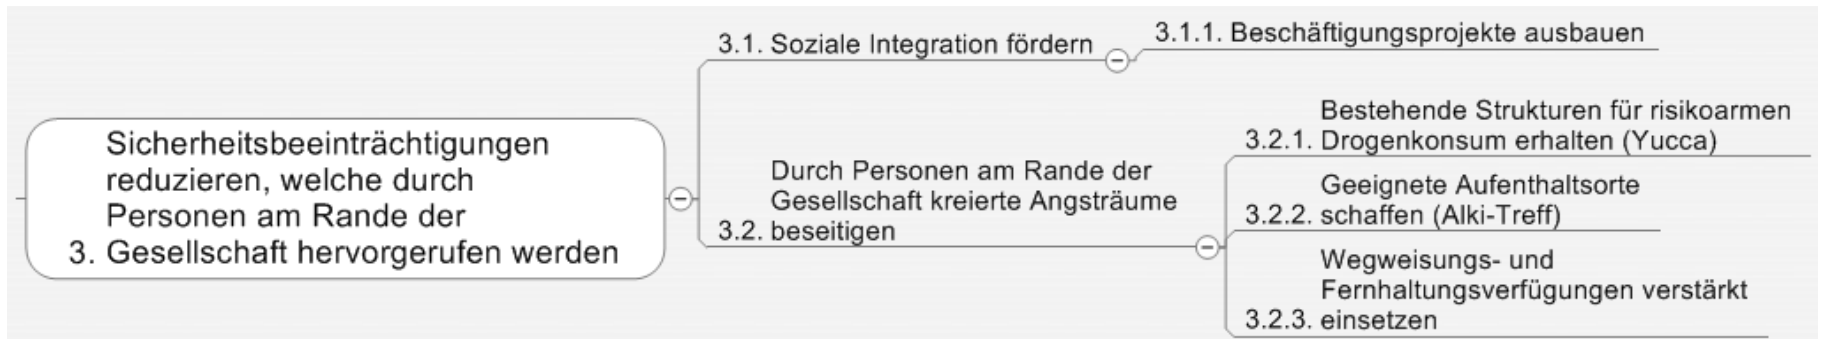 Sicherheitsbeeinträchtigungen
reduzieren, welche durch
Personen am Rande der
3. Gesellschaft hervorgerufen werden
3.1. Soziale Integration fördern
3.1.1. Beschäftigungsprojekte ausbauen
Durch Personen am Rande der
Gesellschaft kreierte Angsträume
3.2. beseitigen
Bestehende Strukturen für risikoarmen
3.2.1. Drogenkonsum erhalten (Yucca)
Geeignete Aufenthaltsorte
3.2.2. schaffen (Alki-Treff)
Wegweisungs- und
Fernhaltungsverfügungen verstärkt
3.2.3. einsetzen